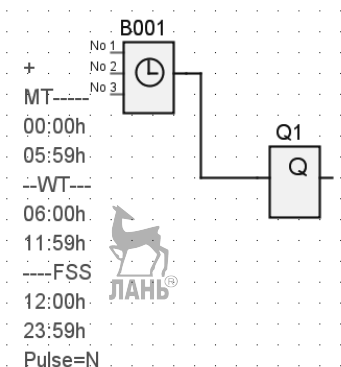 B001
No 1
No 2
No 3
+
MT-----
00:00h
05:59h
--WT---
06:00h
11:59h
----FSS
12:00h
23:59h
Pulse=N
Q1
Q
ЛАНЬ®